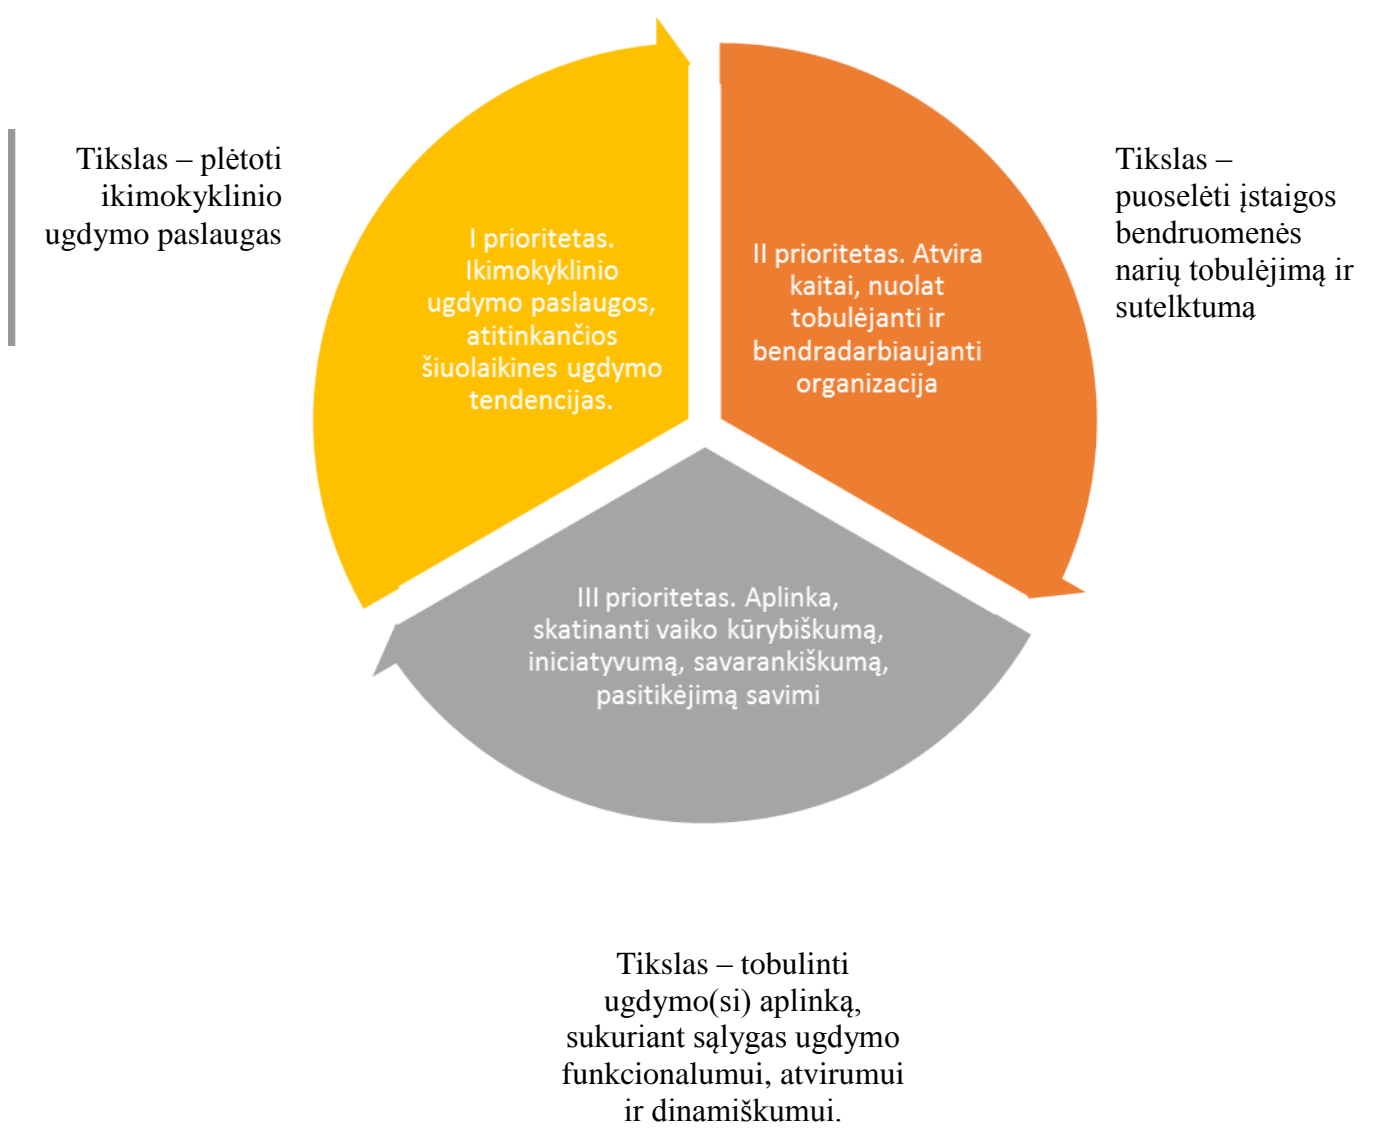 Tikslas – plėtoti
ikimokyklinio
ugdymo paslaugas
I prioritetas.
Ikimokyklinio
ugdymo paslaugos,
atitinkančios
šiuolaikines ugdymo
tendencijas.
II prioritetas. Atvira
kaitai, nuolat
tobulėjanti ir
bendradarbiaujanti
organizacija
Tikslas –
puoselėti įstaigos
bendruomenės
narių tobulėjimą ir
sutelktumą
III prioritetas. Aplinka,
skatinanti vaiko kūrybiškumą,
iniciatyvumą, savarankiškumą,
pasitikėjimą savimi
Tikslas – tobulinti
ugdymo(si) aplinką,
sukuriant sąlygas ugdymo
funkcionalumui, atvirumui
ir dinamiškumui.